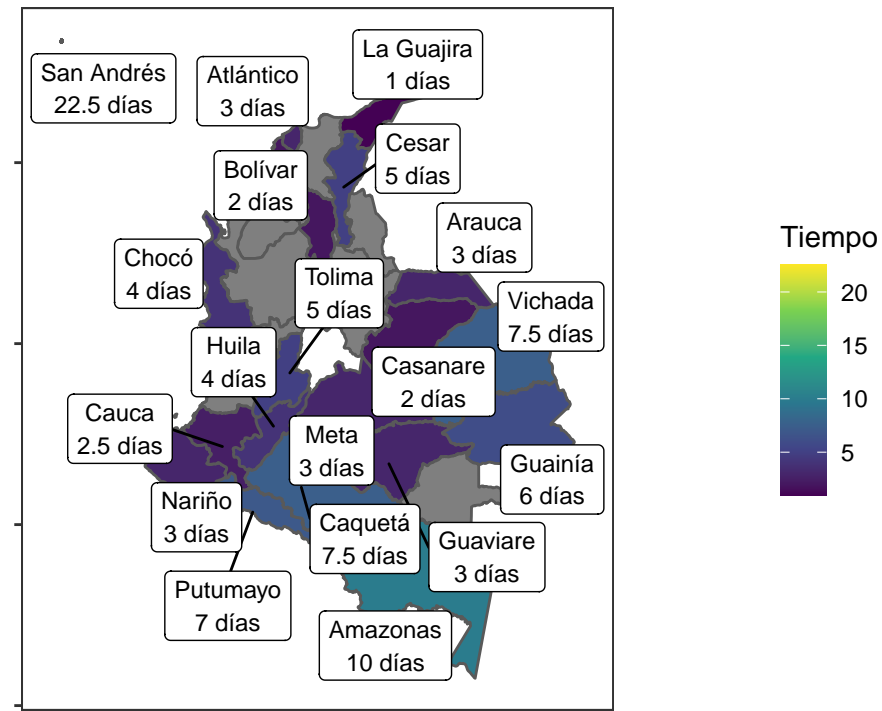 La Guajira
1 días
San Andrés
22.5 días
Atlántico
3 días
Cesar
5 días
Bolívar
2 días
Arauca
3 días
Chocó
4 días
Tolima
5 días
Vichada
7.5 días
Huila
4 días
Casanare
2 días
Cauca
2.5 días
Meta
3 días
Guainía
6 días
Nariño
3 días
Caquetá
7.5 días
Guaviare
3 días
Putumayo
7 días
Amazonas
10 días
Tiempo
20
15
10
5